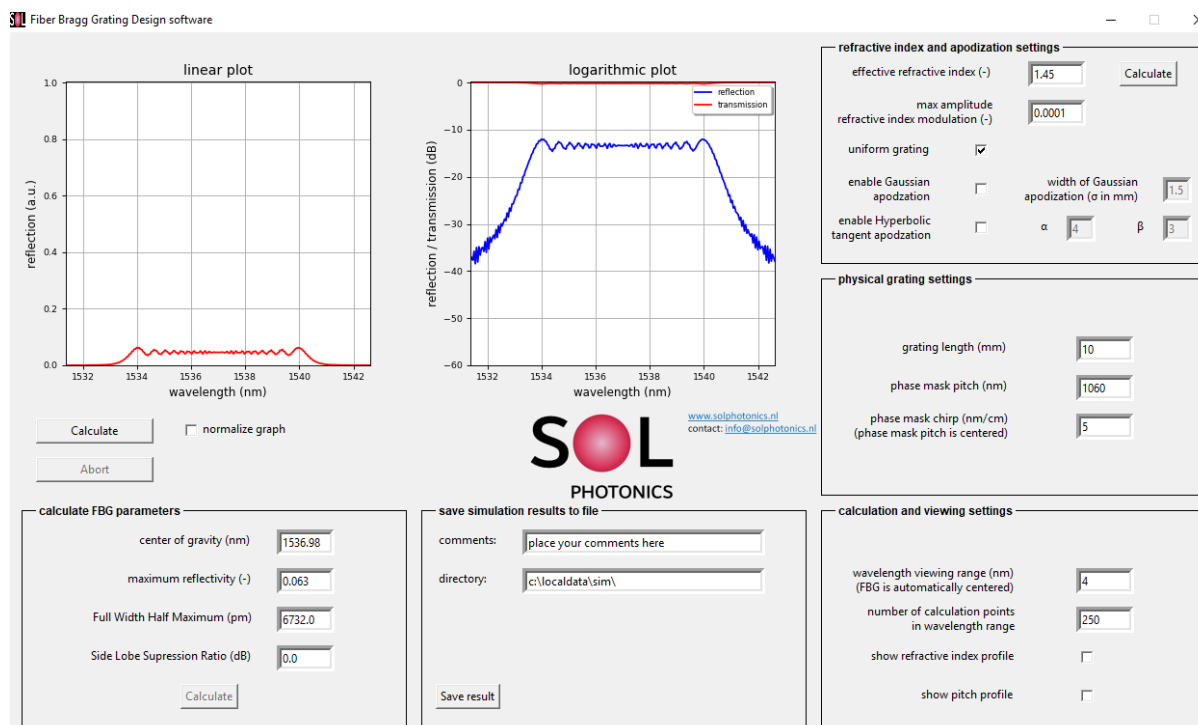 SOL Fiber Bragg Grating Design software
linear plot
reflection (a.u.)
1.0
0.8
0.6
0.4
0.2
0.0
1532 1534 1536 1538 1540 1542
wavelength (nm)
logarithmic plot
reflection / transmission (dB)
0
−10
−20
−30
−40
−50
−60
reflection
transmission
1532 1534 1536 1538 1540 1542
wavelength (nm)
Calculate
normalize graph
Abort
SOL
PHOTONICS
www.solphotonics.nl
contact: info@solphotonics.nl
refractive index and apodization settings
effective refractive index (-) 1.45 Calculate
max amplitude
refractive index modulation (-) 0.0001
uniform grating
enable Gaussian
apodzation
width of Gaussian
apodization (σ in mm) 1.5
enable Hyperbolic
tangent apodzation
α 4 β 3
physical grating settings
grating length (mm) 10
phase mask pitch (nm) 1060
phase mask chirp (nm/cm)
(phase mask pitch is centered) 5
calculate FBG parameters
center of gravity (nm) 1536.98
maximum reflectivity (-) 0.063
Full Width Half Maximum (pm) 6732.0
Side Lobe Supression Ratio (dB) 0.0
Calculate
save simulation results to file
comments: place your comments here
directory: c:\localdata\sim\
Save result
calculation and viewing settings
wavelength viewing range (nm)
(FBG is automatically centered) 4
number of calculation points
in wavelength range 250
show refractive index profile
show pitch profile